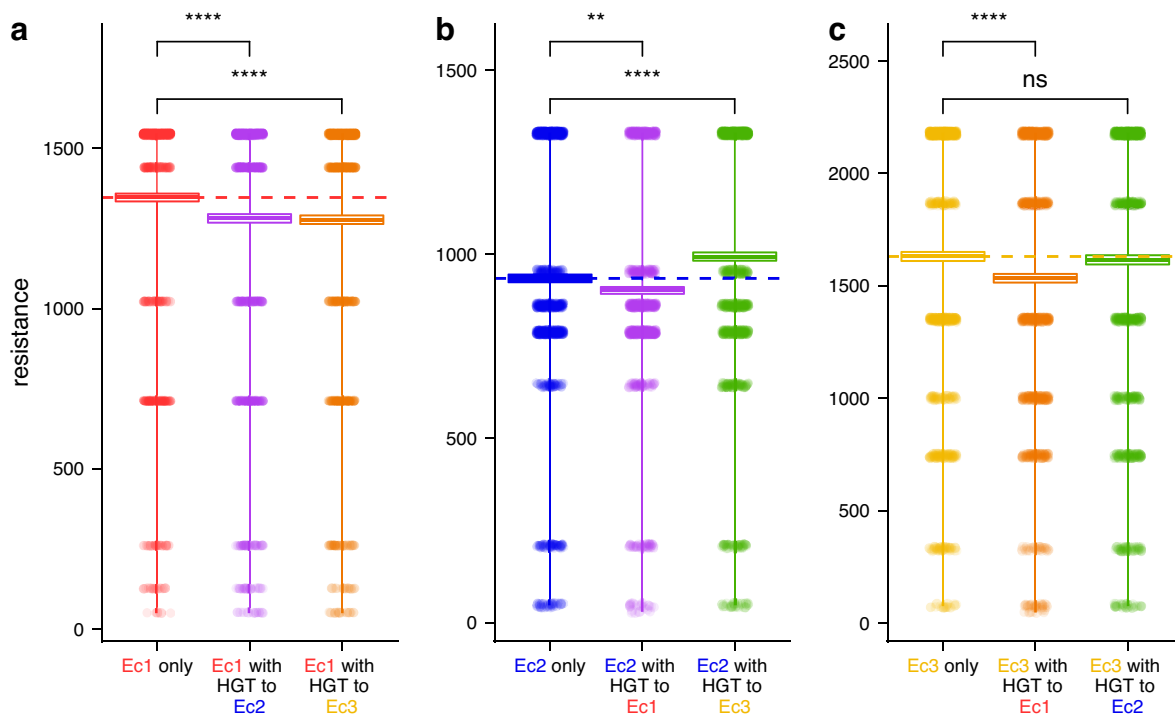 a
****
****
resistance
1500
1000
500
0
Ec1 only
Ec1 with
HGT to
Ec2
Ec1 with
HGT to
Ec3
b
**
****
1500
1000
500
0
Ec2 only
Ec2 with
HGT to
Ec1
Ec2 with
HGT to
Ec3
c
****
ns
2500
2000
1500
1000
500
0
Ec3 only
Ec3 with
HGT to
Ec1
Ec3 with
HGT to
Ec2